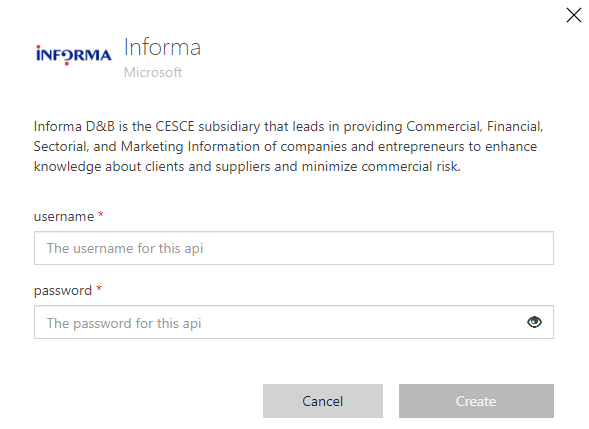 INFORMA
Informa
Microsoft
Informa D&B is the CESCE subsidiary that leads in providing Commercial, Financial,
Sectorial, and Marketing Information of companies and entrepreneurs to enhance
knowledge about clients and suppliers and minimize commercial risk.
username *
The username for this api
password *
The password for this api
Cancel
Create